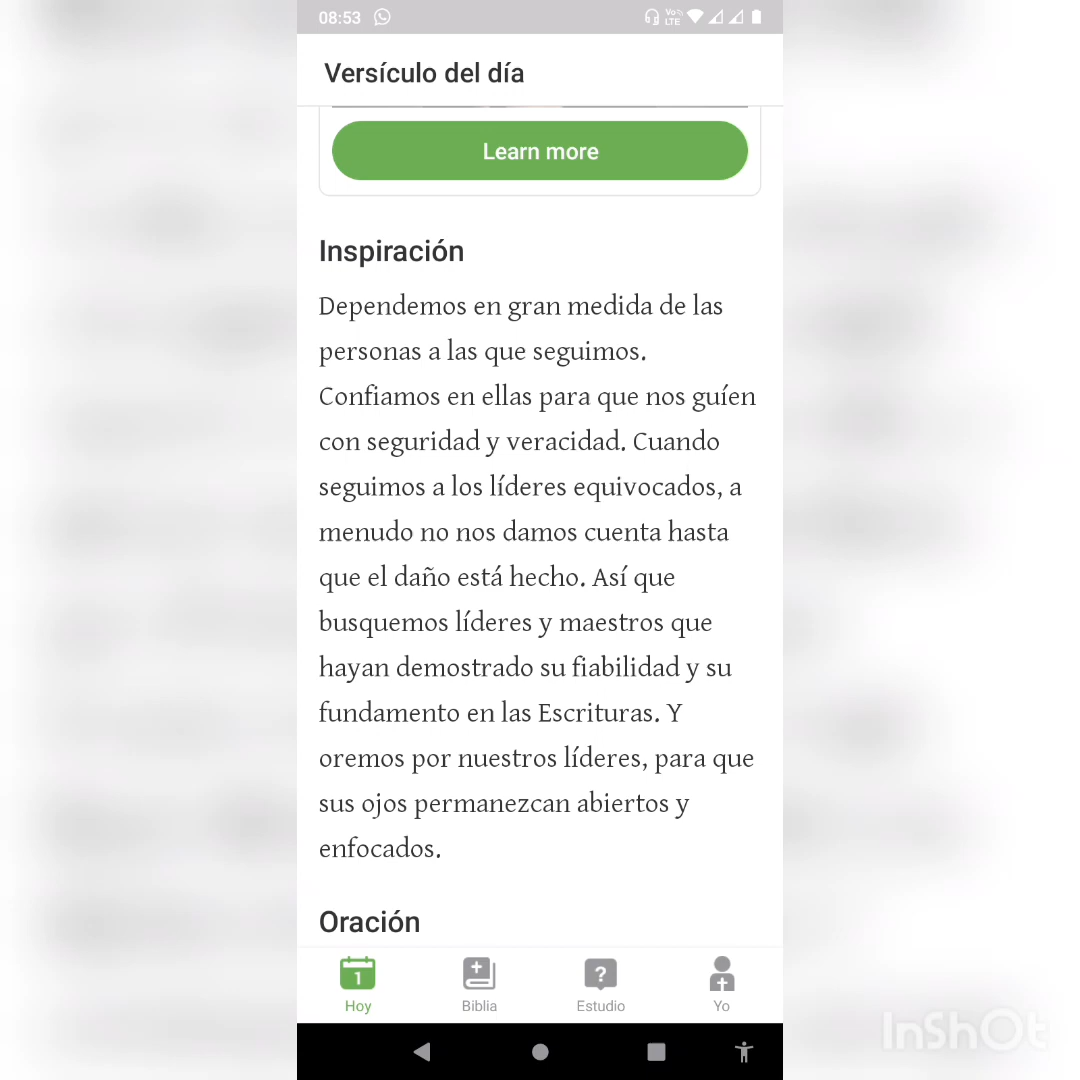 08:53 Vo LTE
Versículo del día
Learn more
Inspiración
Dependemos en gran medida de las
personas a las que seguimos.
Confiamos en ellas para que nos guíen
con seguridad y veracidad. Cuando
seguimos a los líderes equivocados, a
menudo no nos damos cuenta hasta
que el daño está hecho. Así que
busquemos líderes y maestros que
hayan demostrado su fiabilidad y su
fundamento en las Escrituras. Y
oremos por nuestros líderes, para que
sus ojos permanezcan abiertos y
enfocados.
Oración
1 ?
Hoy Biblia Estudio Yo
InShOt